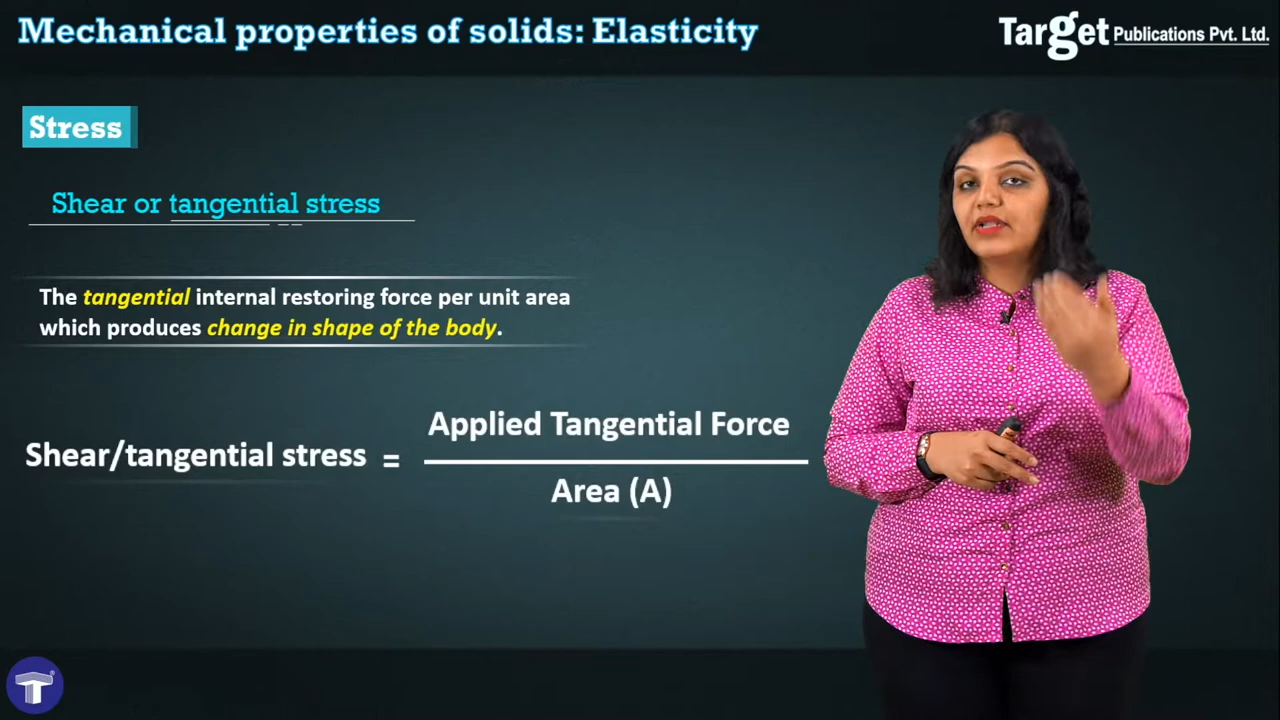 Mechanical properties of solids: Elasticity
Target Publications Pvt. Ltd.
Stress
Shear or tangential stress
The tangential internal restoring force per unit area
which produces change in shape of the body.
Applied Tangential Force
Shear/tangential stress =
Area (A)
T